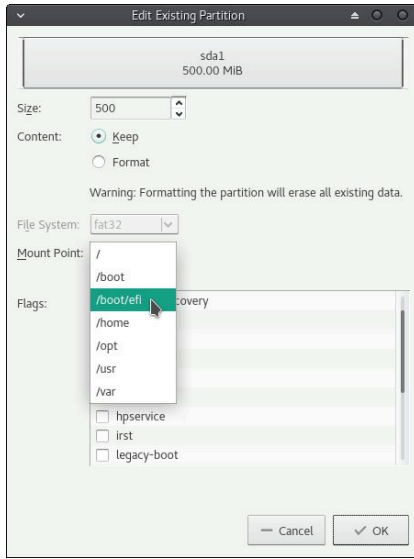 Edit Existing Partition
sda1
500.00 MiB
Size: 500
Content: Keep
Format
Warning: Formatting the partition will erase all existing data.
File System: fat32
Mount Point: /
/boot
/boot/efi
/home
/opt
/usr
/var
Flags: covery
hpservice
irst
legacy-boot
Cancel
OK